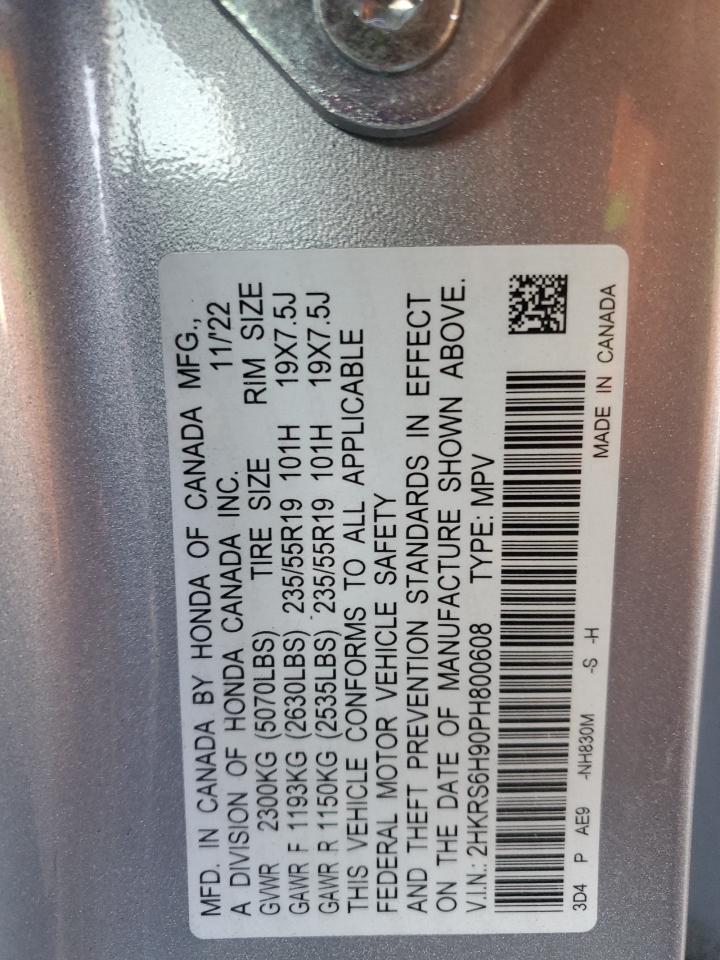 MFD. IN CANADA BY HONDA OF CANADA MFG.,
A DIVISION OF HONDA CANADA INC. 11/'22
GVWR 2300KG (5070LBS) TIRE SIZE RIM SIZE
GAWR F 1193KG (2630LBS) 235/55R19 101H 19X7.5J
GAWR R 1150KG (2535LBS) 235/55R19 101H 19X7.5J
THIS VEHICLE CONFORMS TO ALL APPLICABLE
FEDERAL MOTOR VEHICLE SAFETY
AND THEFT PREVENTION STANDARDS IN EFFECT
ON THE DATE OF MANUFACTURE SHOWN ABOVE.
V.I.N.: 2HKRS6H90PH800608 TYPE: MPV
3D4 P AE9 -NH830M -S -H MADE IN CANADA